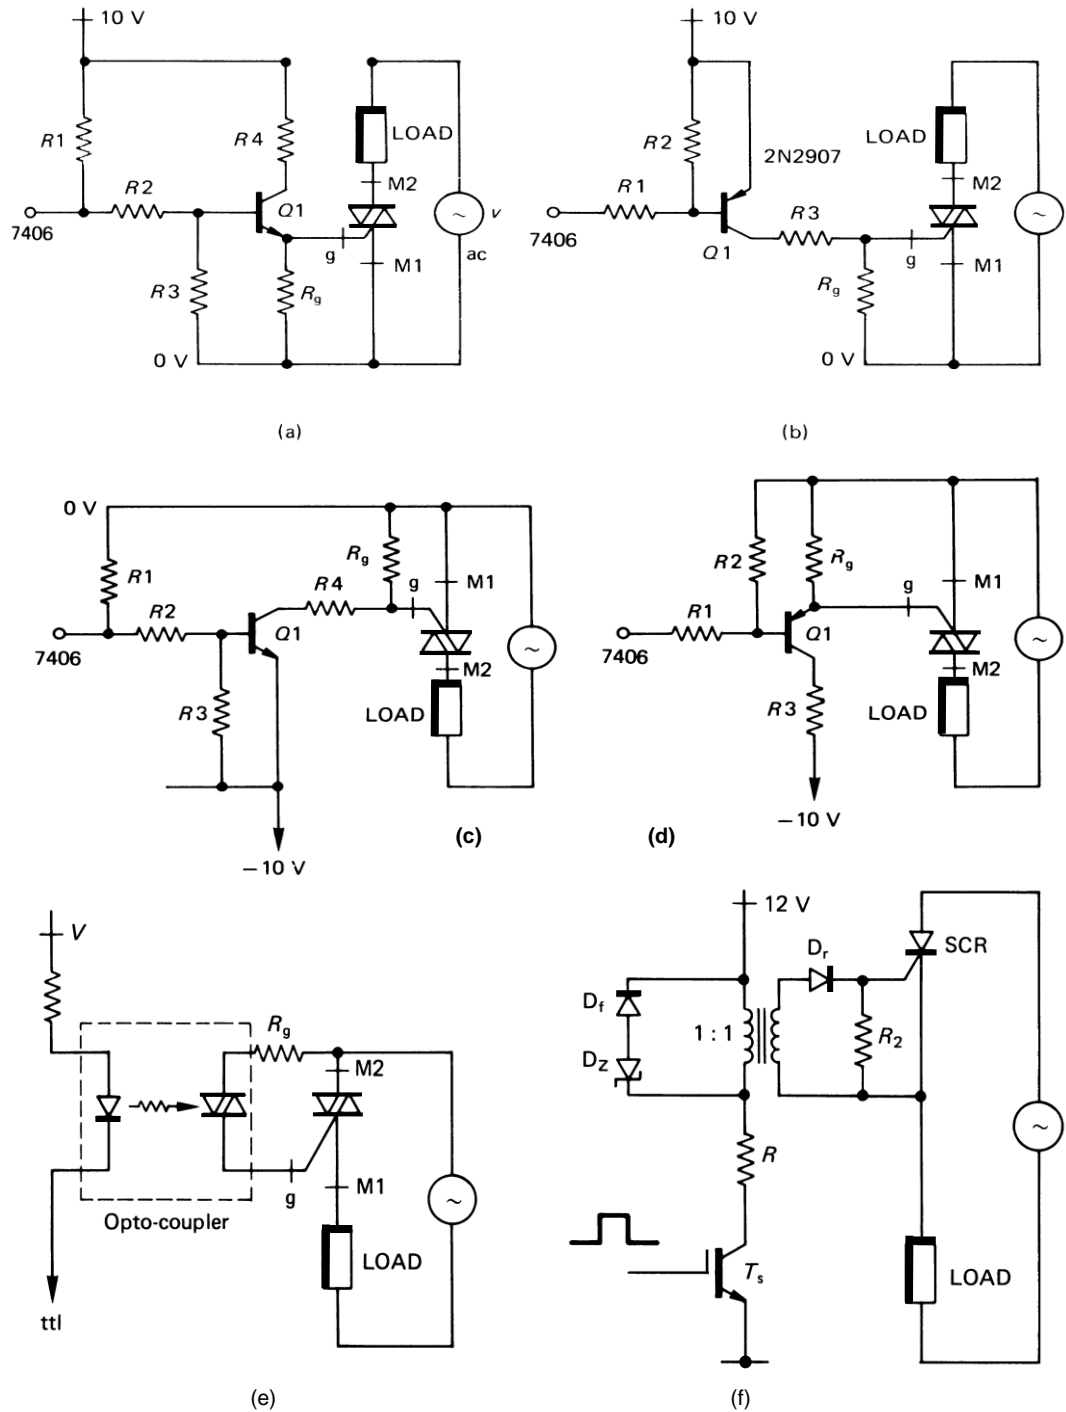 10 V
10 V
R1
R4
LOAD
R2
M2
Q1
v
7406
g
M1
ac
R3
Rg
0 V
(a)
R2
2N2907
LOAD
R1
M2
R3
7406
Q1
g
M1
Rg
0 V
(b)
0 V
R1
Rg
g
M1
R4
R2
Q1
7406
M2
R3
LOAD
(c)
−10 V
R2
Rg
g
M1
R1
Q1
7406
M2
R3
LOAD
−10 V
(d)
V
Rg
M2
M1
g
Opto-coupler
LOAD
ttl
(e)
12 V
Dr
SCR
Df
1 : 1
R2
Dz
R
Ts
LOAD
(f)